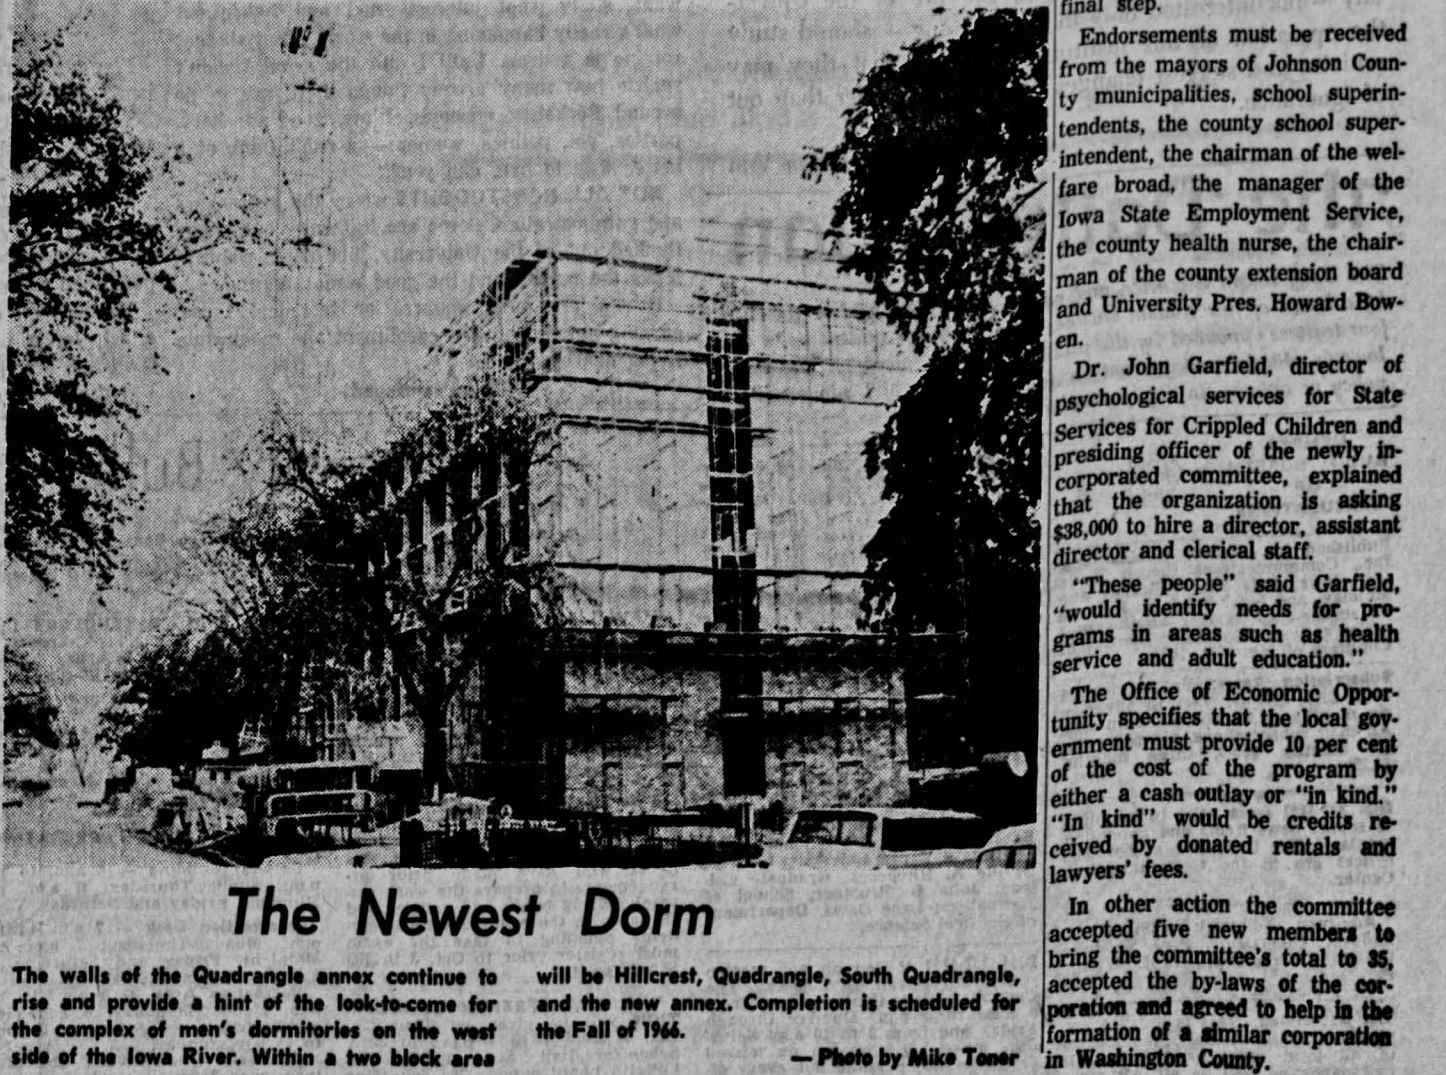 The Newest Dorm
The walls of the Quadrangle annex continue to
rise and provide a hint of the look-to-come for
the complex of men's dormitories on the west
side of the Iowa River. Within a two block area
will be Hillcrest, Quadrangle, South Quadrangle,
and the new annex. Completion is scheduled for
the Fall of 1966.
— Photo by Mike Toner
final step.
Endorsements must be received
from the mayors of Johnson Coun-
ty municipalities, school superin-
tendents, the county school super-
intendent, the chairman of the wel-
fare broad, the manager of the
Iowa State Employment Service,
the county health nurse, the chair-
man of the county extension board
and University Pres. Howard Bow-
en.
Dr. John Garfield, director of
psychological services for State
Services for Crippled Children and
presiding officer of the newly in-
corporated committee, explained
that the organization is asking
$38,000 to hire a director, assistant
director and clerical staff.
"These people" said Garfield,
"would identify needs for pro-
grams in areas such as health
service and adult education."
The Office of Economic Oppor-
tunity specifies that the local gov-
ernment must provide 10 per cent
of the cost of the program by
either a cash outlay or "in kind."
"In kind" would be credits re-
ceived by donated rentals and
lawyers' fees.
In other action the committee
accepted five new members to
bring the committee's total to 35,
accepted the by-laws of the cor-
poration and agreed to help in the
formation of a similar corporation
in Washington County.